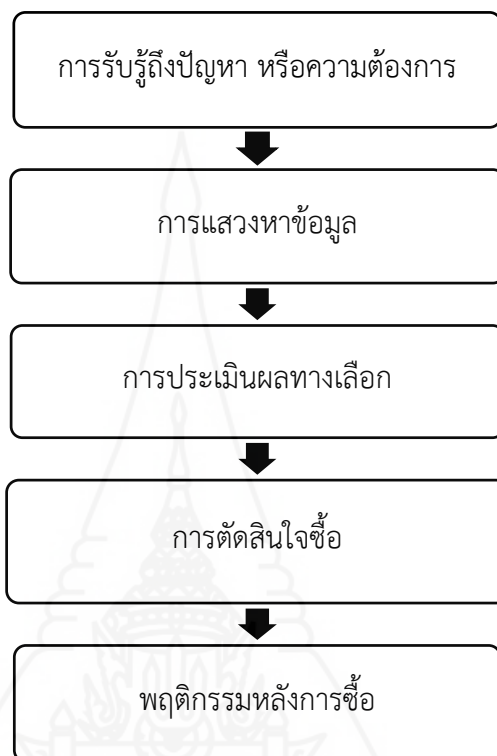 การรับรู้ถึงปัญหา หรือความต้องการ
การแสวงหาข้อมูล
การประเมินผลทางเลือก
การตัดสินใจซื้อ
พฤติกรรมหลังการซื้อ